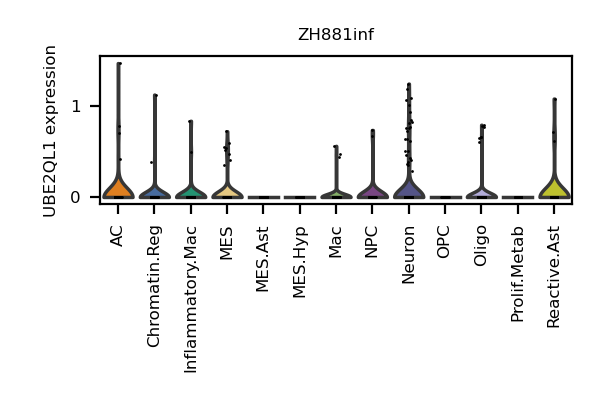 ZH881inf
UBE2QL1 expression
1
0
AC
Chromatin.Reg
Inflammatory.Mac
MES
MES.Ast
MES.Hyp
Mac
NPC
Neuron
OPC
Oligo
Prolif.Metab
Reactive.Ast